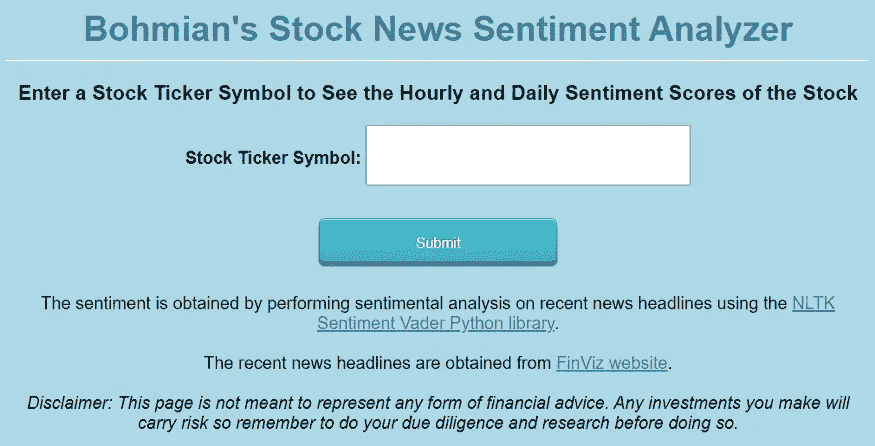 Bohmian's Stock News Sentiment Analyzer
Enter a Stock Ticker Symbol to See the Hourly and Daily Sentiment Scores of the Stock
Stock Ticker Symbol:
Submit
The sentiment is obtained by performing sentimental analysis on recent news headlines using the NLTK
Sentiment Vader Python library.
The recent news headlines are obtained from FinViz website.
Disclaimer: This page is not meant to represent any form of financial advice. Any investments you make will
carry risk so remember to do your due diligence and research before doing so.